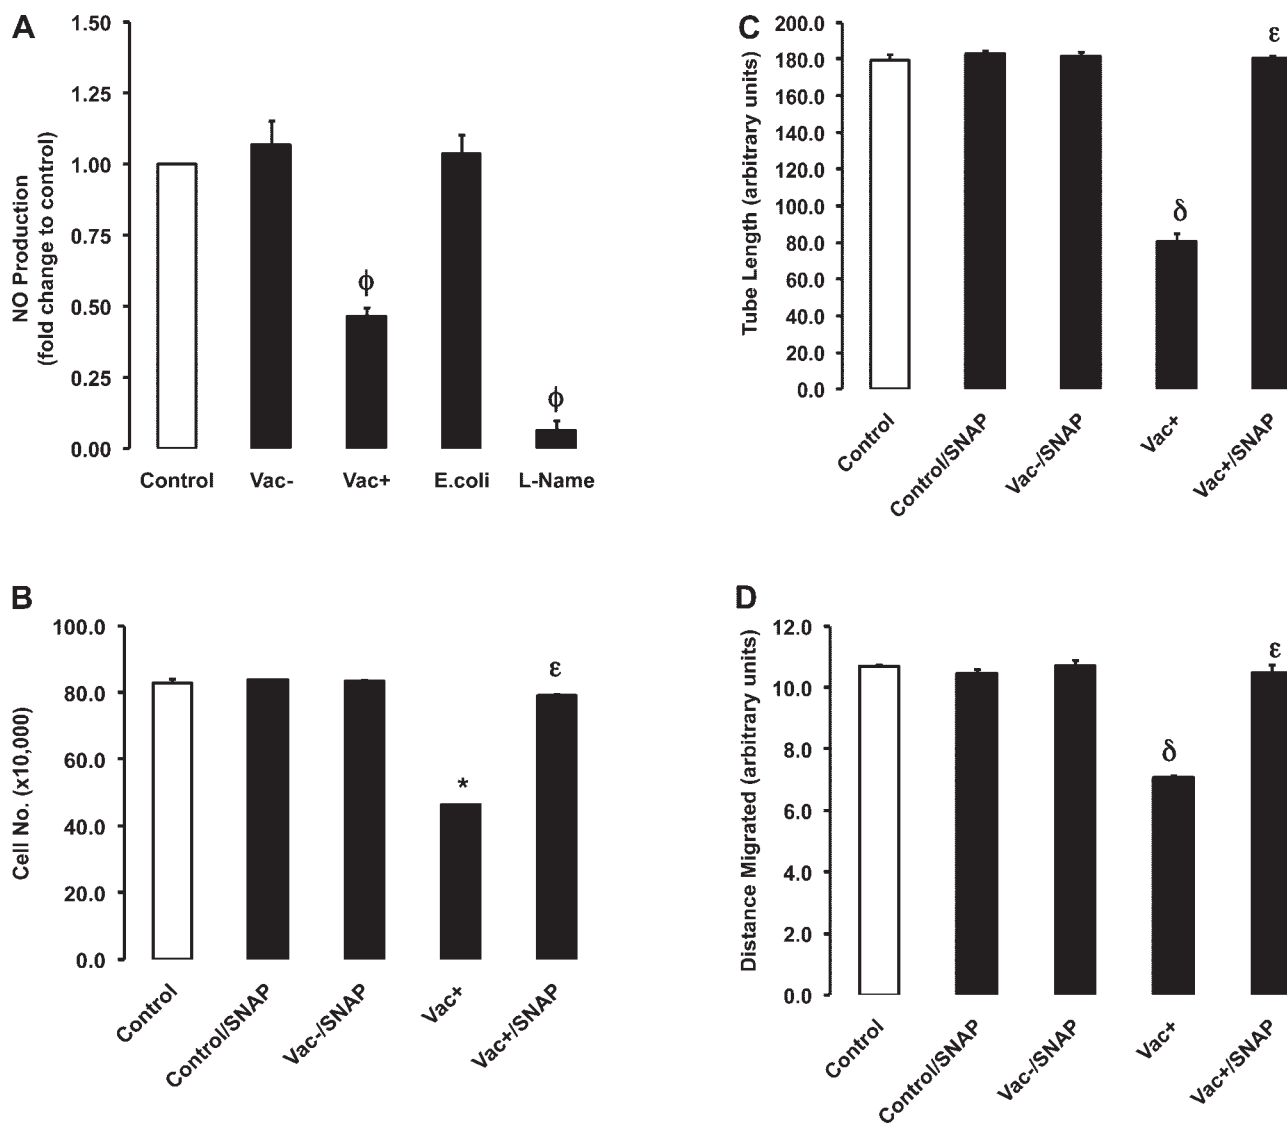 A
NO Production
(fold change to control)
1.50
1.25
1.00
0.75
0.50
0.25
0.00
ϕ
ϕ
Control Vac- Vac+ E.coli L-Name
B
Cell No. (x10,000)
100.0
80.0
60.0
40.0
20.0
0.0
*
ε
Control
Control/SNAP
Vac-/SNAP
Vac+
Vac+/SNAP
C
Tube Length (arbitrary units)
200.0
180.0
160.0
140.0
120.0
100.0
80.0
60.0
40.0
20.0
0.0
δ
ε
Control
Control/SNAP
Vac-/SNAP
Vac+
Vac+/SNAP
D
Distance Migrated (arbitrary units)
12.0
10.0
8.0
6.0
4.0
2.0
0.0
δ
ε
Control
Control/SNAP
Vac-/SNAP
Vac+
Vac+/SNAP